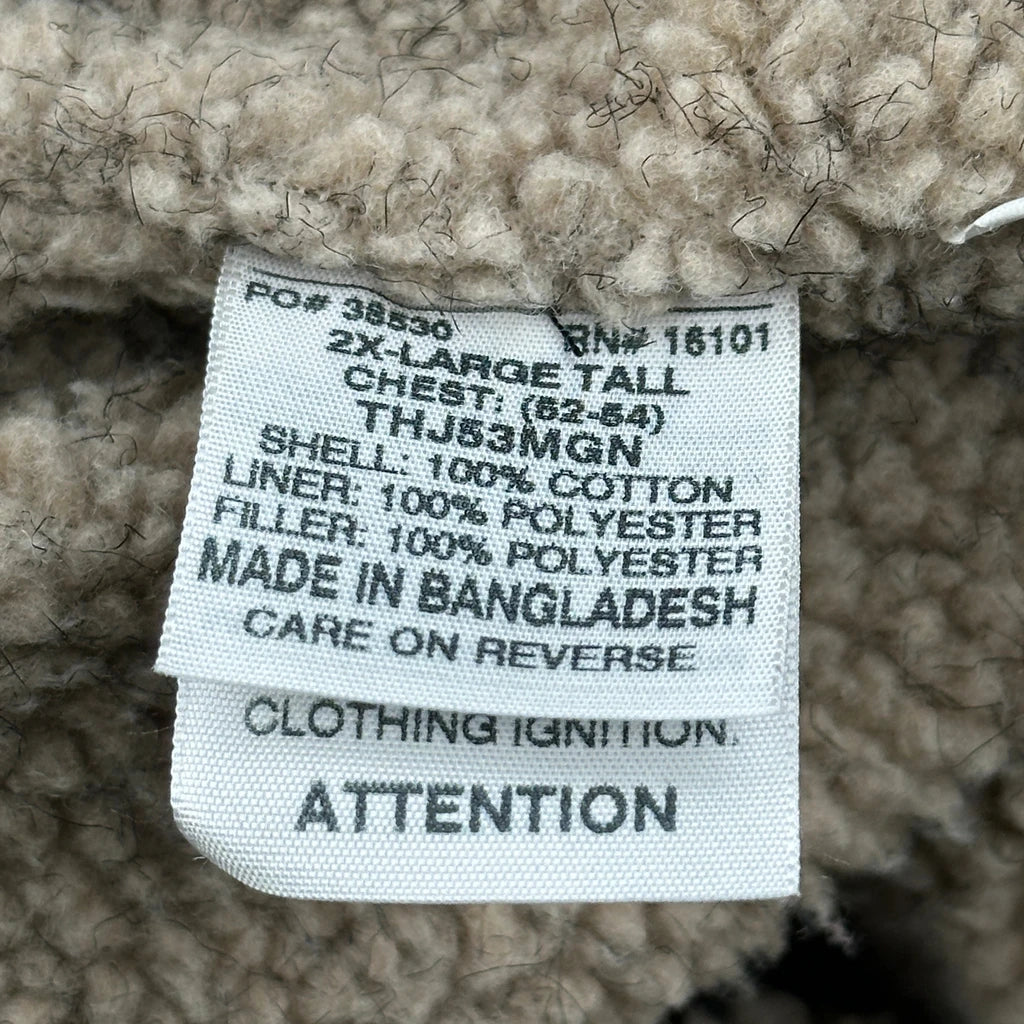 PO# 38530
RN# 16101
2X-LARGE TALL
CHEST: (52-54)
THJ53MGN
SHELL: 100% COTTON
LINER: 100% POLYESTER
FILLER: 100% POLYESTER
MADE IN BANGLADESH
CARE ON REVERSE
CLOTHING IGNITION.
ATTENTION